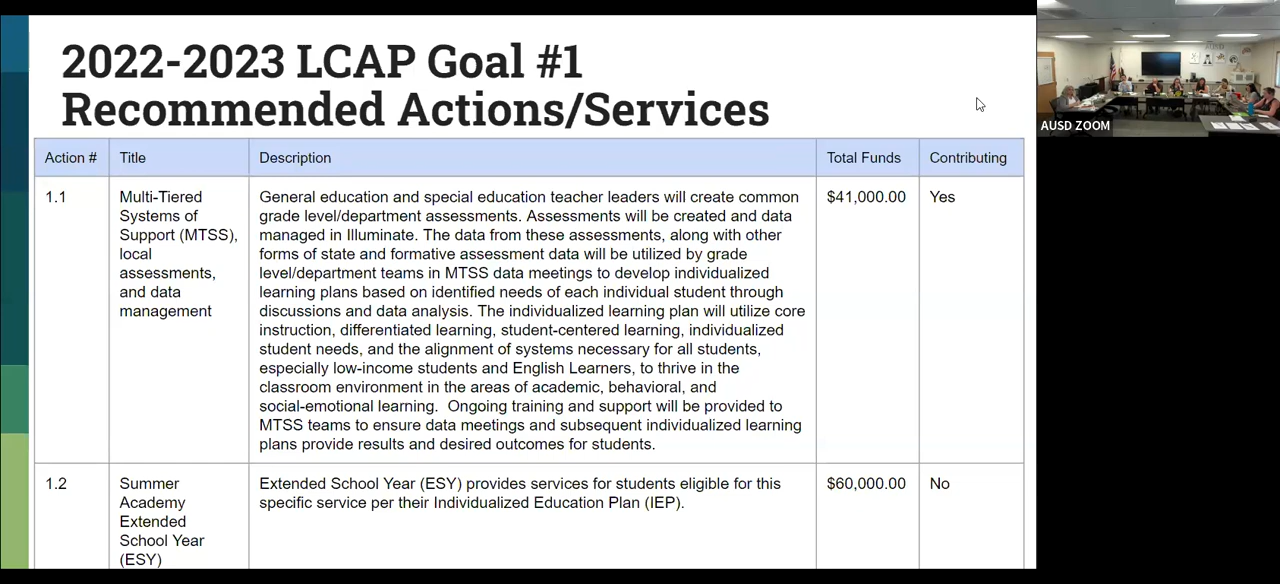 2022-2023 LCAP Goal #1
Recommended Actions/Services
Action # Title Description Total Funds Contributing
1.1
Multi-Tiered
Systems of
Support (MTSS),
local
assessments,
and data
management
General education and special education teacher leaders will create common
grade level/department assessments. Assessments will be created and data
managed in Illuminate. The data from these assessments, along with other
forms of state and formative assessment data will be utilized by grade
level/department teams in MTSS data meetings to develop individualized
learning plans based on identified needs of each individual student through
discussions and data analysis. The individualized learning plan will utilize core
instruction, differentiated learning, student-centered learning, individualized
student needs, and the alignment of systems necessary for all students,
especially low-income students and English Learners, to thrive in the
classroom environment in the areas of academic, behavioral, and
social-emotional learning.  Ongoing training and support will be provided to
MTSS teams to ensure data meetings and subsequent individualized learning
plans provide results and desired outcomes for students.
$41,000.00
Yes
1.2
Summer
Academy
Extended
School Year
(ESY)
Extended School Year (ESY) provides services for students eligible for this
specific service per their Individualized Education Plan (IEP).
$60,000.00
No
AUSD ZOOM